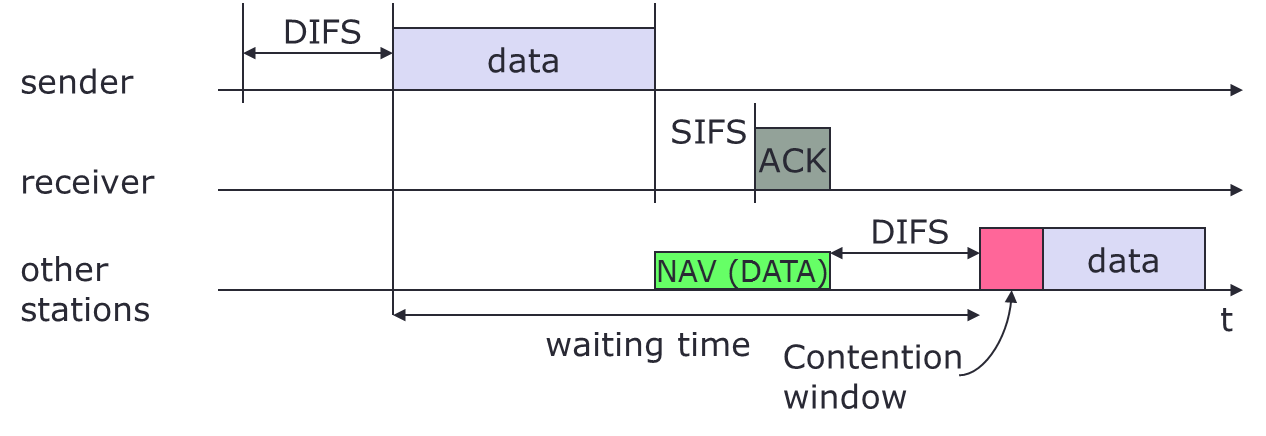 DIFS
data
sender
SIFS
ACK
receiver
DIFS
NAV (DATA)
data
other
stations
t
waiting time
Contention
window